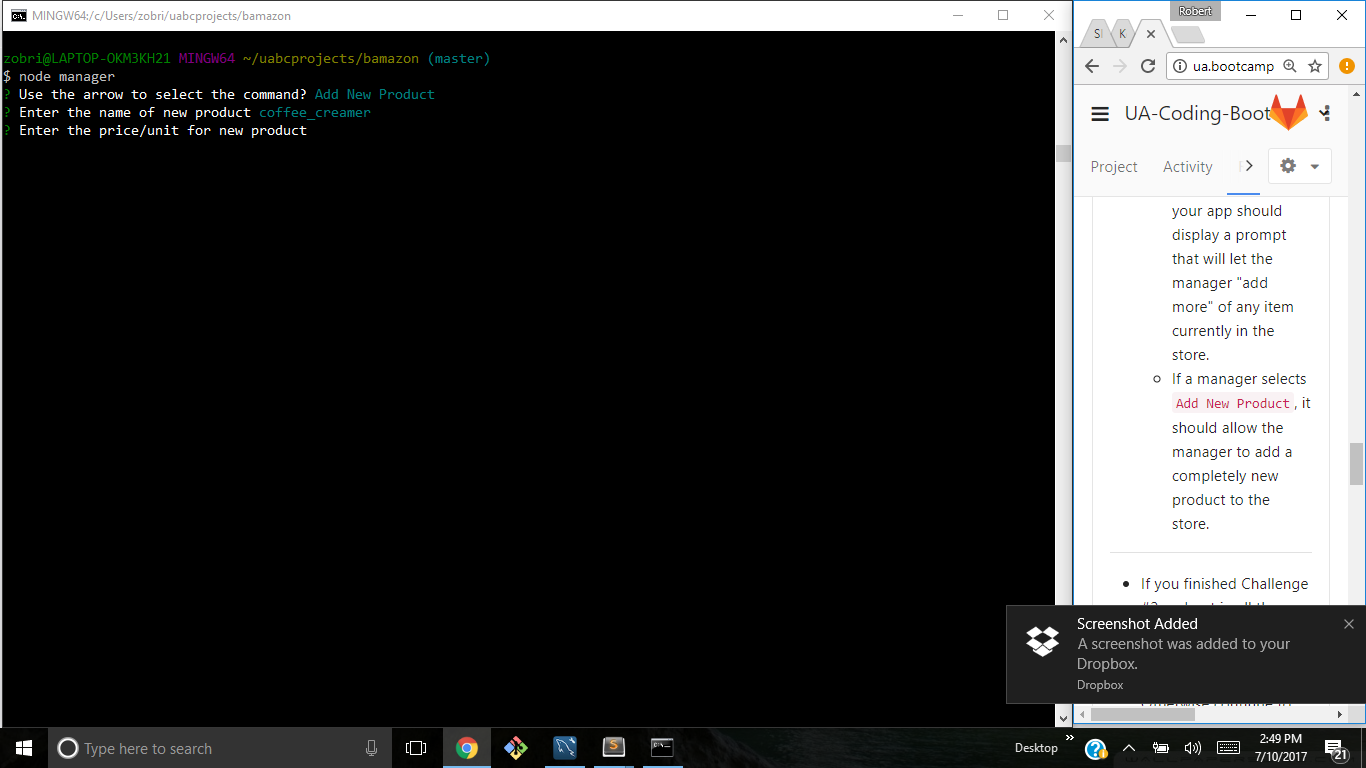 MINGW64:/c/Users/zobri/uabcprojects/bamazon
zobri@LAPTOP-OKM3KH21 MINGW64 ~/uabcprojects/bamazon (master)
$ node manager
? Use the arrow to select the command? Add New Product
? Enter the name of new product coffee_creamer
? Enter the price/unit for new product
Robert
S K
ua.bootcamp
UA-Coding-Boot
Project Activity
your app should
display a prompt
that will let the
manager "add
more" of any item
currently in the
store.
If a manager selects
Add New Product, it
should allow the
manager to add a
completely new
product to the
store.
If you finished Challenge
Screenshot Added
A screenshot was added to your
Dropbox.
Dropbox
Type here to search
Desktop
2:49 PM
7/10/2017
21